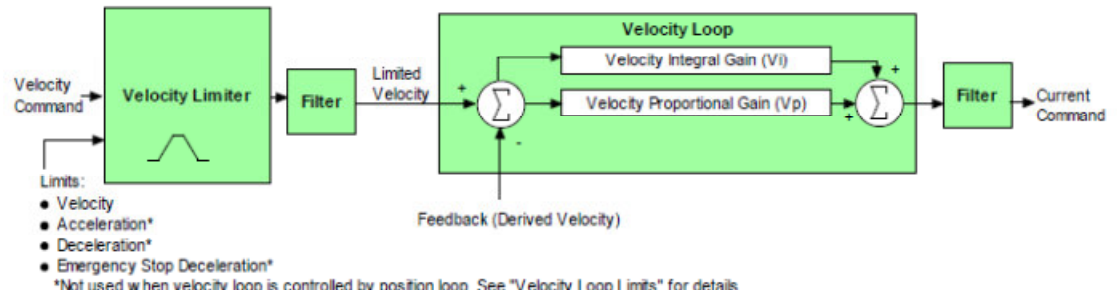 Velocity Loop
Velocity Integral Gain (Vi)
+
Velocity
Command
Velocity Limiter
Filter
Limited
Velocity
+
∑
Velocity Proportional Gain (Vp)
+
∑
Filter
Current
Command
-
Limits:
● Velocity
● Acceleration*
● Deceleration*
● Emergency Stop Deceleration*
Feedback (Derived Velocity)
*Not used when velocity loop is controlled by position loop. See "Velocity Loop Limits" for details